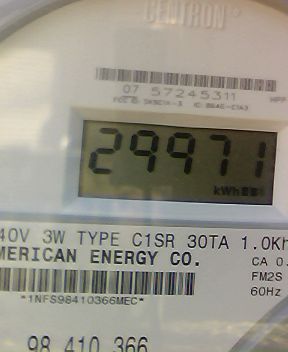 CENTRON®
07 57245311
29971
kWh
40V 3W TYPE C1SR 30TA 1.0Kh
MERICAN ENERGY CO.
CA 0.
FM2S
60Hz
*1NFS98410366MEC*
98 410 366